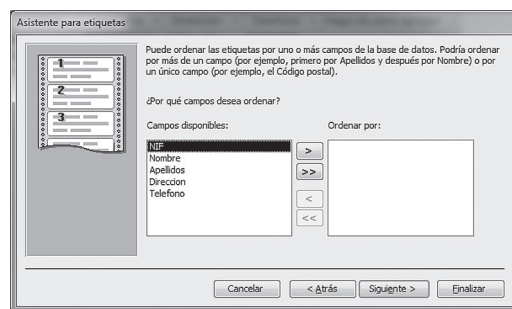 Asistente para etiquetas
1
2
3
Puede ordenar las etiquetas por uno o más campos de la base de datos. Podría ordenar
por más de un campo (por ejemplo, primero por Apellidos y después por Nombre) o por
un único campo (por ejemplo, el Código postal).
¿Por qué campos desea ordenar?
Campos disponibles:
Ordenar por:
NIF
Nombre
Apellidos
Direccion
Telefono
>
>>
<
<<
Cancelar
< Atrás
Siguiente >
Finalizar